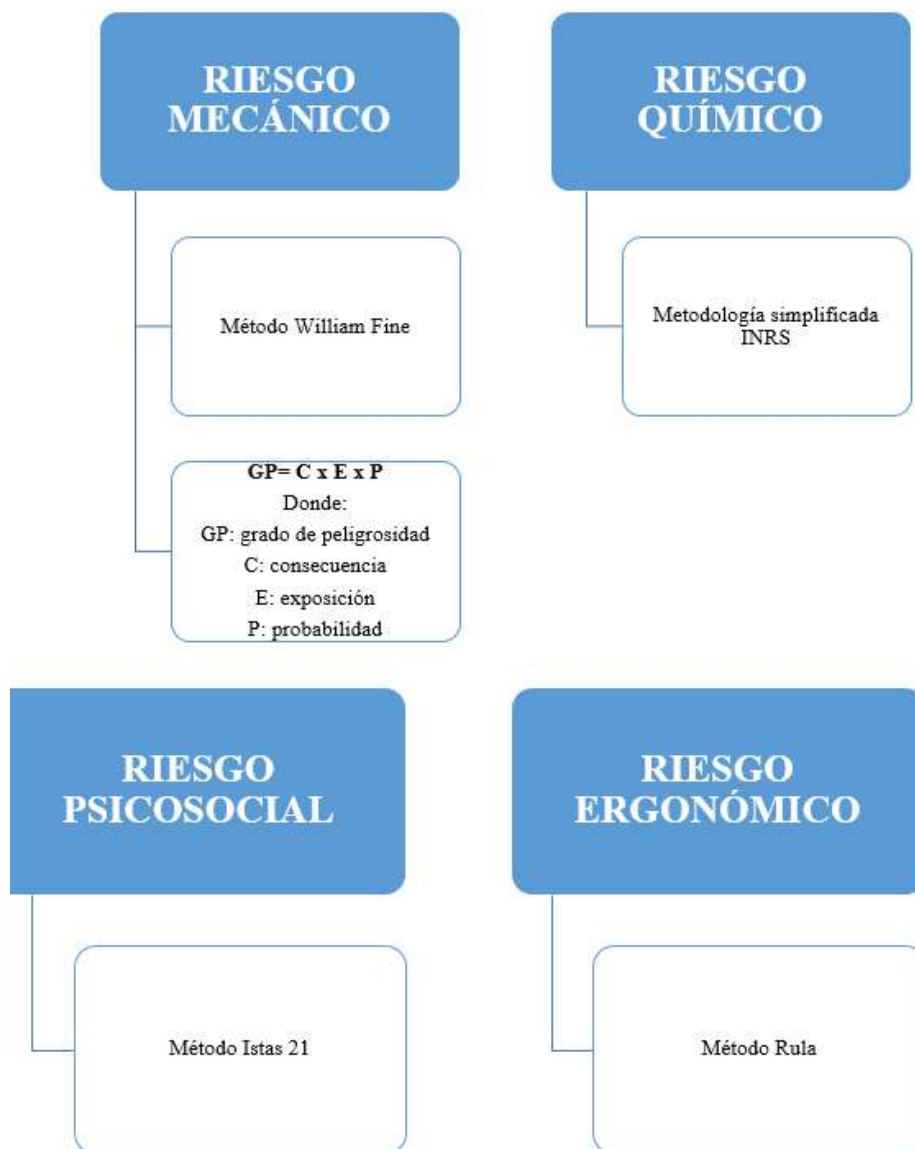 RIESGO
MECÁNICO
Método William Fine
GP= C x E x P
Donde:
GP: grado de peligrosidad
C: consecuencia
E: exposición
P: probabilidad
RIESGO
QUÍMICO
Metodología simplificada
INRS
RIESGO
PSICOSOCIAL
Método Istas 21
RIESGO
ERGONÓMICO
Método Rula